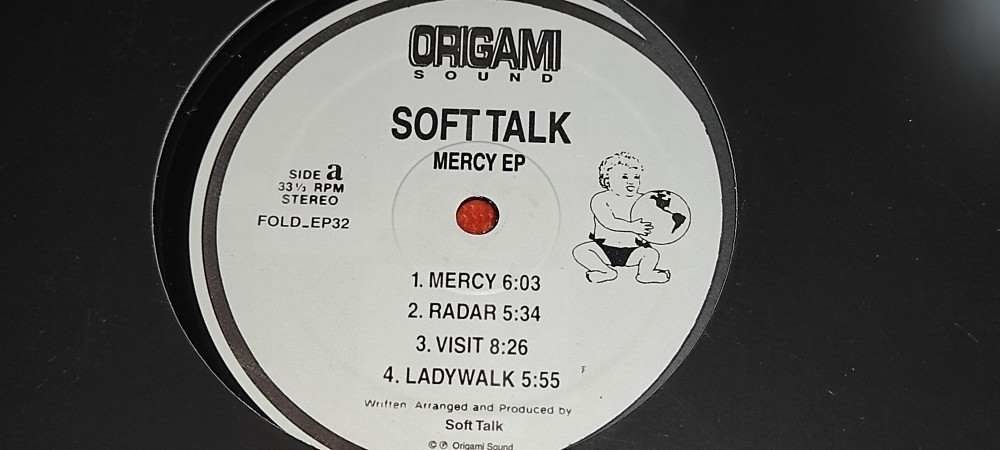 ORIGAMI
SOUND
SOFT TALK
MERCY EP
SIDE a
33⅓ RPM
STEREO
FOLD_EP32
1. MERCY 6:03
2. RADAR 5:34
3. VISIT 8:26
4. LADYWALK 5:55
Written Arranged and Produced by
Soft Talk
© ℗ Origami Sound